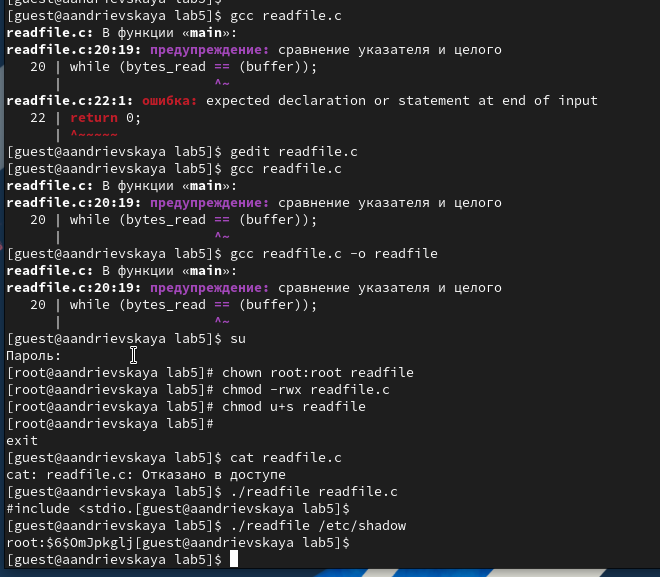 [guest@aandrievskaya lab5]$ gcc readfile.c
readfile.c: В функции «main»:
readfile.c:20:19: предупреждение: сравнение указателя и целого
20 | while (bytes_read == (buffer));
| ^~
readfile.c:22:1: ошибка: expected declaration or statement at end of input
22 | return 0;
| ^~~~~~
[guest@aandrievskaya lab5]$ gedit readfile.c
[guest@aandrievskaya lab5]$ gcc readfile.c
readfile.c: В функции «main»:
readfile.c:20:19: предупреждение: сравнение указателя и целого
20 | while (bytes_read == (buffer));
| ^~
[guest@aandrievskaya lab5]$ gcc readfile.c -o readfile
readfile.c: В функции «main»:
readfile.c:20:19: предупреждение: сравнение указателя и целого
20 | while (bytes_read == (buffer));
| ^~
[guest@aandrievskaya lab5]$ su
Пароль:
[root@aandrievskaya lab5]# chown root:root readfile
[root@aandrievskaya lab5]# chmod -rwx readfile.c
[root@aandrievskaya lab5]# chmod u+s readfile
[root@aandrievskaya lab5]#
exit
[guest@aandrievskaya lab5]$ cat readfile.c
cat: readfile.c: Отказано в доступе
[guest@aandrievskaya lab5]$ ./readfile readfile.c
#include <stdio.[guest@aandrievskaya lab5]$
[guest@aandrievskaya lab5]$ ./readfile /etc/shadow
root:$6$OmJpkglj[guest@aandrievskaya lab5]$
[guest@aandrievskaya lab5]$